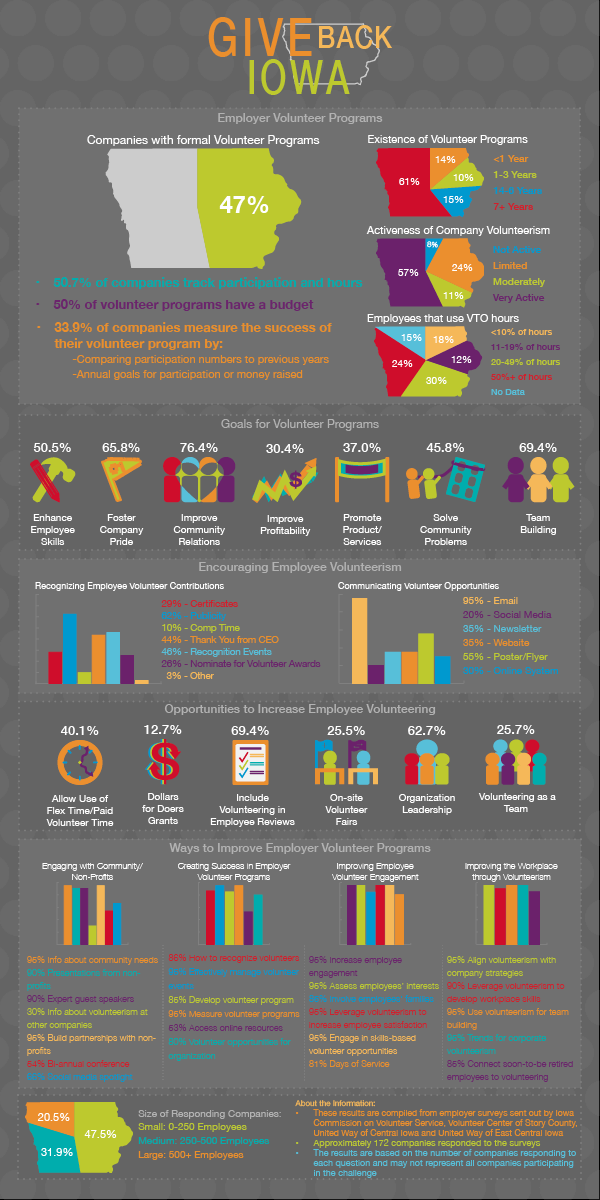 GIVE BACK
IOWA
Employer Volunteer Programs
Companies with formal Volunteer Programs
47%
60.7% of companies track participation and hours
50% of volunteer programs have a budget
33.9% of companies measure the success of
their volunteer program by:
-Comparing participation numbers to previous years
-Annual goals for participation or money raised
Existence of Volunteer Programs
14%
61%
10%
15%
<1 Year
1-3 Years
7+ Years
Activeness of Company Volunteerism
8%
57%
24%
11%
Not Active
Limited
Moderately
Very Active
Employees that use VTO hours
15%
18%
24%
12%
30%
<10% of hours
11-19% of hours
20-49% of hours
50%+ of hours
No Data
Goals for Volunteer Programs
50.5%
65.8%
76.4%
30.4%
37.0%
45.8%
69.4%
Enhance
Employee
Skills
Foster
Company
Pride
Improve
Community
Relations
Improve
Profitability
Promote
Product/
Services
Solve
Community
Problems
Team
Building
Encouraging Employee Volunteerism
Recognizing Employee Volunteer Contributions
29% - Certificates
10% - Comp Time
44% - Thank You from CEO
46% - Recognition Events
26% - Nominate for Volunteer Awards
3% - Other
Communicating Volunteer Opportunities
95% - Email
20% - Social Media
35% - Newsletter
35% - Website
55% - Poster/Flyer
Opportunities to Increase Employee Volunteering
40.1%
12.7%
69.4%
25.5%
62.7%
25.7%
Allow Use of
Flex Time/Paid
Volunteer Time
Dollars
for Doers
Grants
Include
Volunteering in
Employee Reviews
On-site
Volunteer
Fairs
Organization
Leadership
Volunteering as a
Team
Ways to Improve Employer Volunteer Programs
Engaging with Community/
Non-Profits
96% Info about community needs
90% Presentations from non
profits
90% Expert guest speakers
30% Info about volunteerism at
other companies
96% Build partnerships with non-
profits
Bi-annual conference
Creating Success in Employer
Volunteer Programs
How to recognize volunteers
86% Develop volunteer program
96% Measure volunteer programs
63% Access online resources
Volunteer opportunities for
organization
Improving Employee
Volunteer Engagement
96% Increase employee
engagement
96% Assess employees' interests
Leverage volunteerism to
increase employee satisfaction
96% Engage in skills-based
volunteer opportunities
81% Days of Service
Improving the Workplace
through Volunteerism
96% Align volunteerism with
company strategies
90% Leverage volunteerism to
develop workplace skills
96% Use volunteerism for team
building
Trends for corporate
volunteerism
86% Connect soon-to-be retired
employees to volunteering
20.5%
47.5%
31.9%
Size of Responding Companies:
Small: 0-250 Employees
Medium: 250-500 Employees
Large: 500+ Employees
About the Information:
These results are compiled from employer surveys sent out by Iowa
Commission on Volunteer Service, Volunteer Center of Story County,
United Way of Central Iowa and United Way of East Central Iowa
Approximately 172 companies responded to the surveys
The results are based on the number of companies responding to
each question and may not represent all companies participating
in the challenge